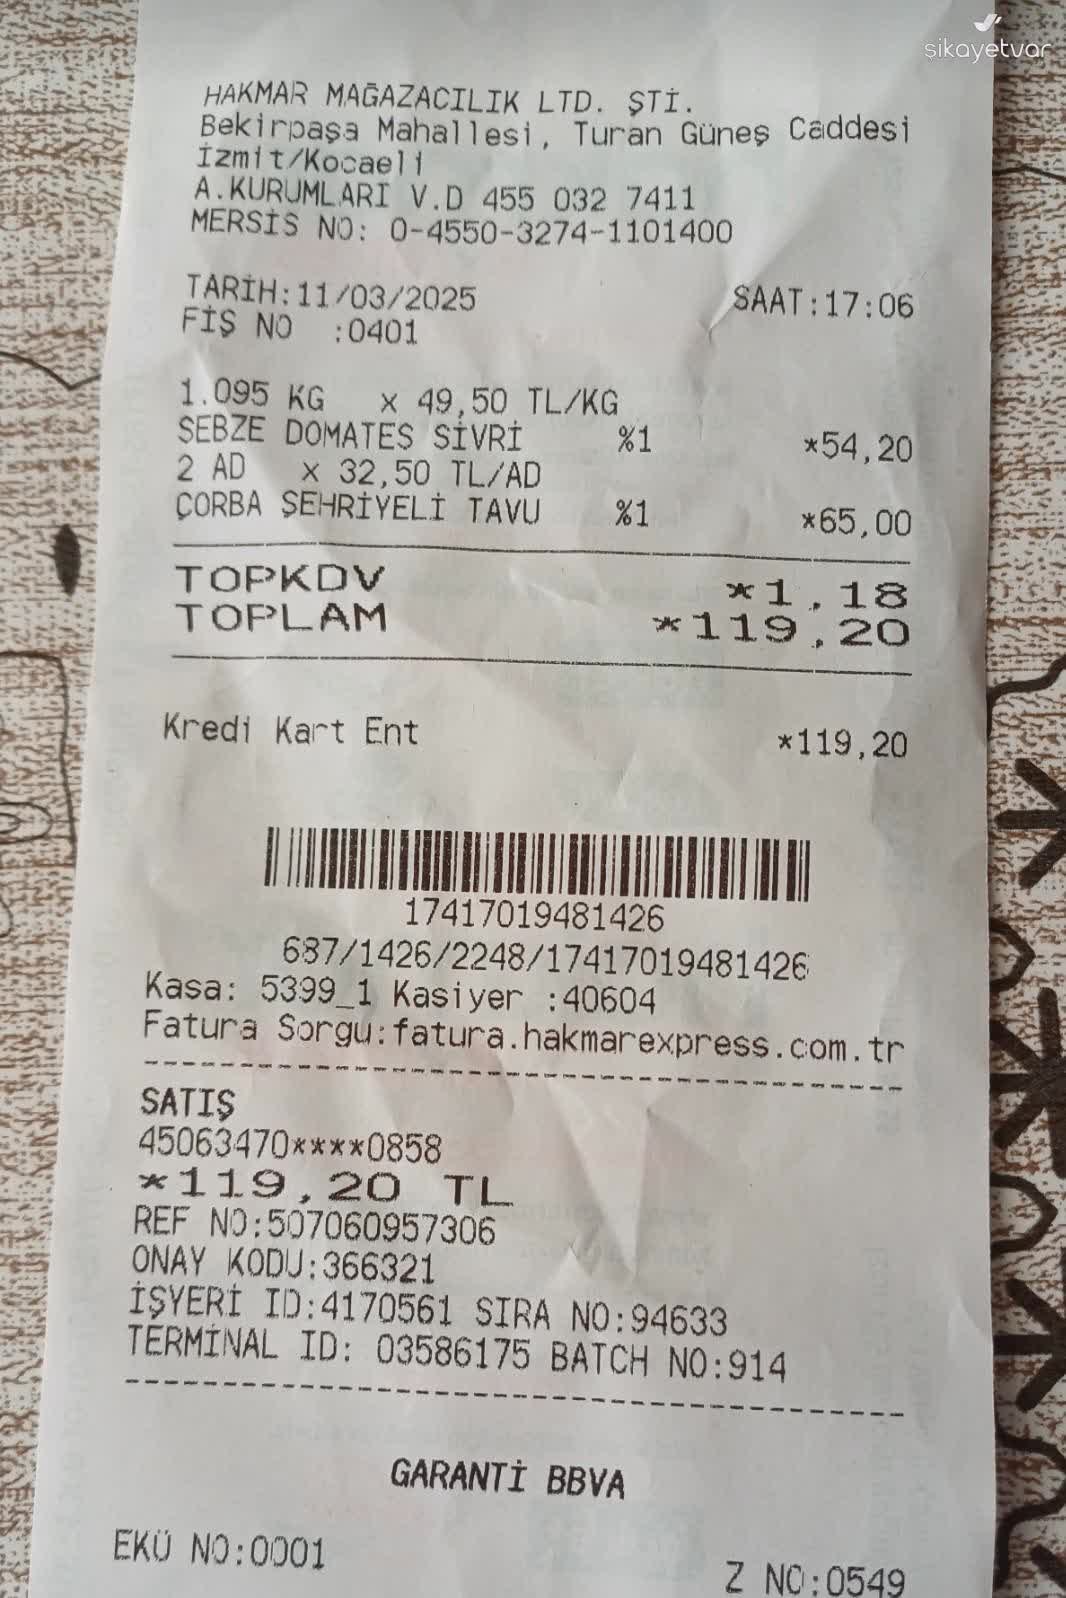 şikayetvar
HAKMAR MAĞAZACILIK LTD. ŞTİ.
Bekirpaşa Mahallesi, Turan Güneş Caddesi
İzmit/Kocaeli
A.KURUMLARI V.D 455 032 7411
MERSİS NO: 0-4550-3274-1101400
TARİH:11/03/2025 SAAT:17:06
FİŞ NO :0401
1.095 KG x 49,50 TL/KG
SEBZE DOMATES SİVRİ %1 *54,20
2 AD x 32,50 TL/AD
ÇORBA ŞEHRİYELİ TAVU %1 *65,00
TOPKDV *1,18
TOPLAM *119,20
Kredi Kart Ent *119,20
17417019481426
687/1426/2248/17417019481426
Kasa: 5399_1 Kasiyer :40604
Fatura Sorgu:fatura.hakmarexpress.com.tr
SATIŞ
45063470****0858
*119,20 TL
REF NO:507060957306
ONAY KODU:366321
İŞYERİ ID:4170561 SIRA NO:94633
TERMİNAL ID: 03586175 BATCH NO:914
GARANTİ BBVA
EKÜ NO:0001
Z NO:0549